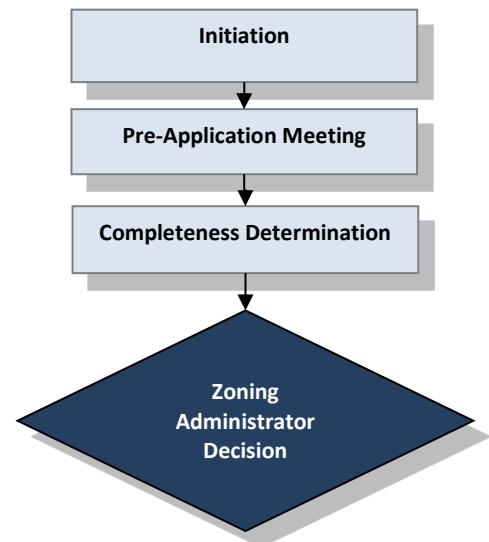 Initiation
Pre-Application Meeting
Completeness Determination
Zoning
Administrator
Decision